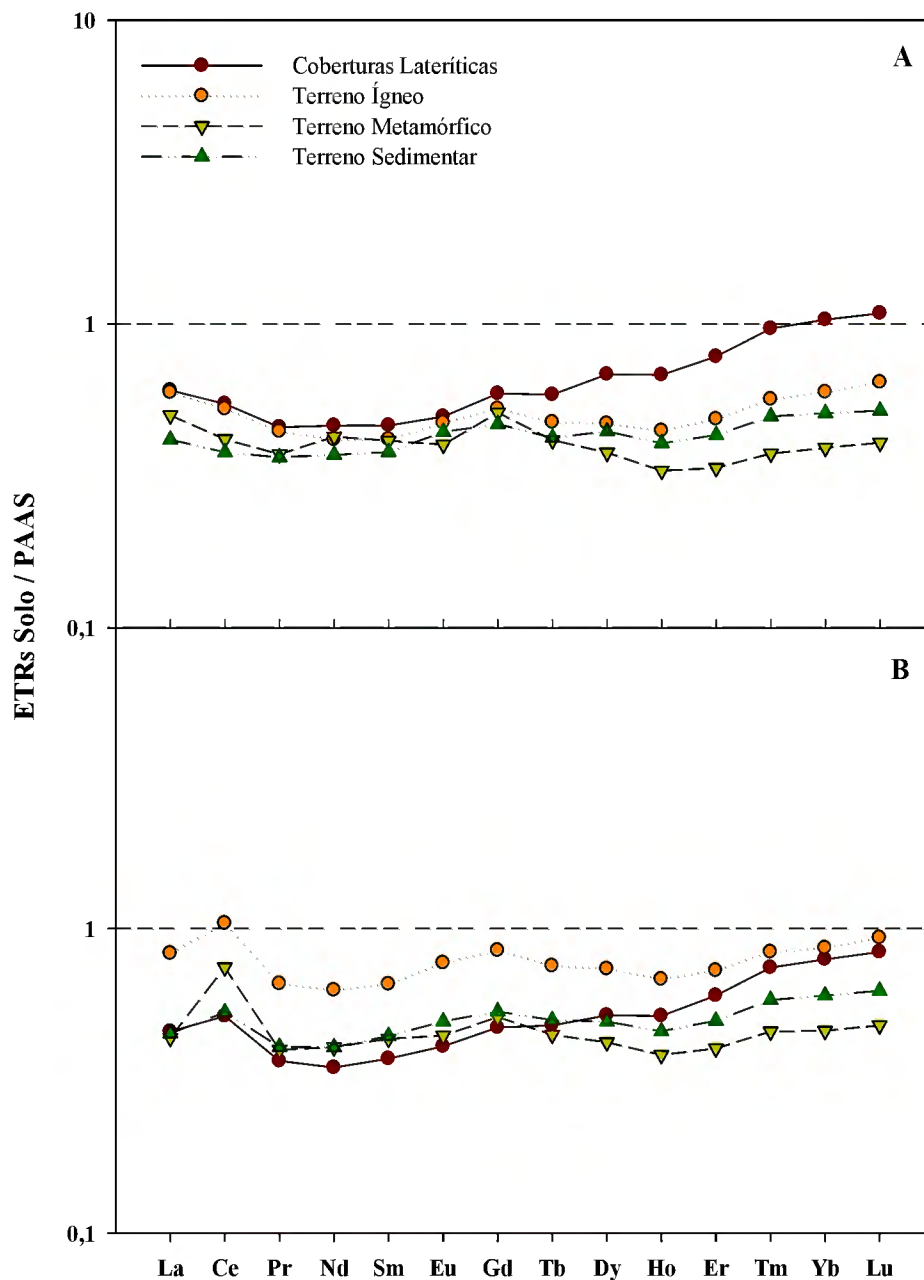 10
A
Coberturas Lateríticas
Terreno Ígneo
Terreno Metamórfico
Terreno Sedimentar
1
0,1
ETRs Solo / PAAS
B
1
0,1
La Ce Pr Nd Sm Eu Gd Tb Dy Ho Er Tm Yb Lu